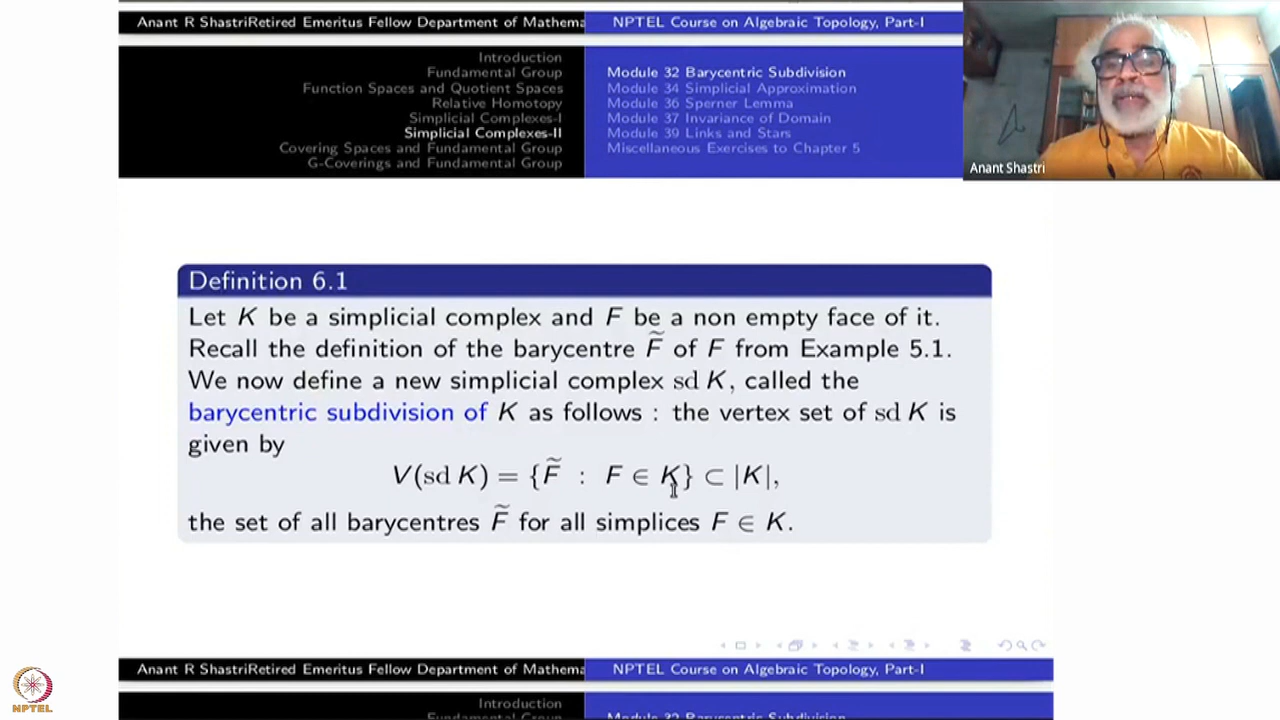 Anant R ShastriRetired Emeritus Fellow Department of Mathema
NPTEL Course on Algebraic Topology, Part-I
Introduction
Fundamental Group
Function Spaces and Quotient Spaces
Relative Homotopy
Simplicial Complexes-I
Simplicial Complexes-II
Covering Spaces and Fundamental Group
G-Coverings and Fundamental Group
Module 32 Barycentric Subdivision
Module 34 Simplicial Approximation
Module 36 Sperner Lemma
Module 37 Invariance of Domain
Module 39 Links and Stars
Miscellaneous Exercises to Chapter 5
Anant Shastri
Definition 6.1
Let K be a simplicial complex and F be a non empty face of it.
Recall the definition of the barycentre F̃ of F from Example 5.1.
We now define a new simplicial complex sd K, called the
barycentric subdivision of K as follows : the vertex set of sd K is
given by
V(sd K) = {F̃ : F ∈ K} ⊂ |K|,
the set of all barycentres F̃ for all simplices F ∈ K.
Anant R ShastriRetired Emeritus Fellow Department of Mathema
NPTEL Course on Algebraic Topology, Part-I
Introduction
Fundamental Group
Module 32 Barycentric Subdivision
NPTEL